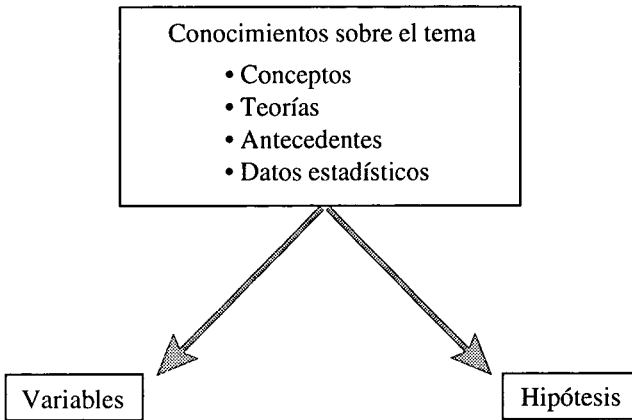 Conocimientos sobre el tema
• Conceptos
• Teorías
• Antecedentes
• Datos estadísticos
Variables
Hipótesis